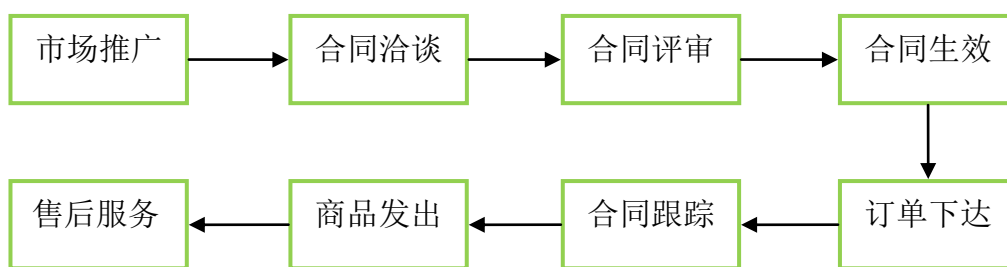 市场推广
合同洽谈
合同评审
合同生效
订单下达
合同跟踪
商品发出
售后服务